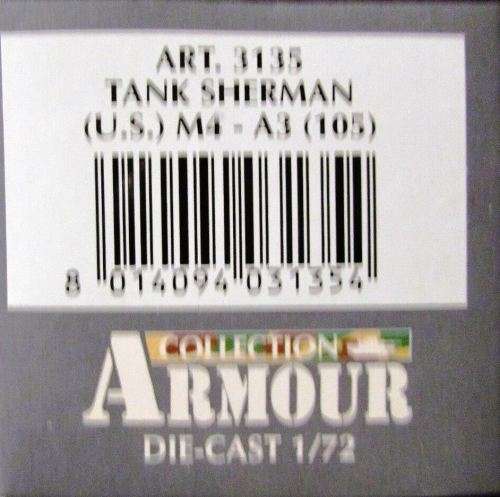 ART. 3135
TANK SHERMAN
(U.S.) M4 - A3 (105)
8 014094 031354
COLLECTION
ARMOUR
DIE-CAST 1/72